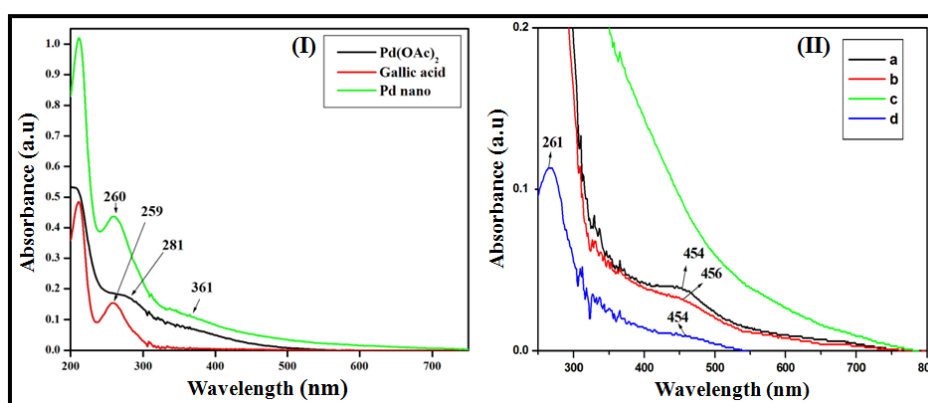 (I)
Pd(OAc)2
Gallic acid
Pd nano
260
259
281
361
1.1
1.0
0.9
0.8
0.7
0.6
0.5
0.4
0.3
0.2
0.1
0.0
Absorbance (a.u)
200 300 400 500 600 700
Wavelength (nm)
(II)
a
b
c
d
261
454
456
454
0.2
0.1
0.0
Absorbance (a.u)
300 400 500 600 700 800
Wavelength (nm)